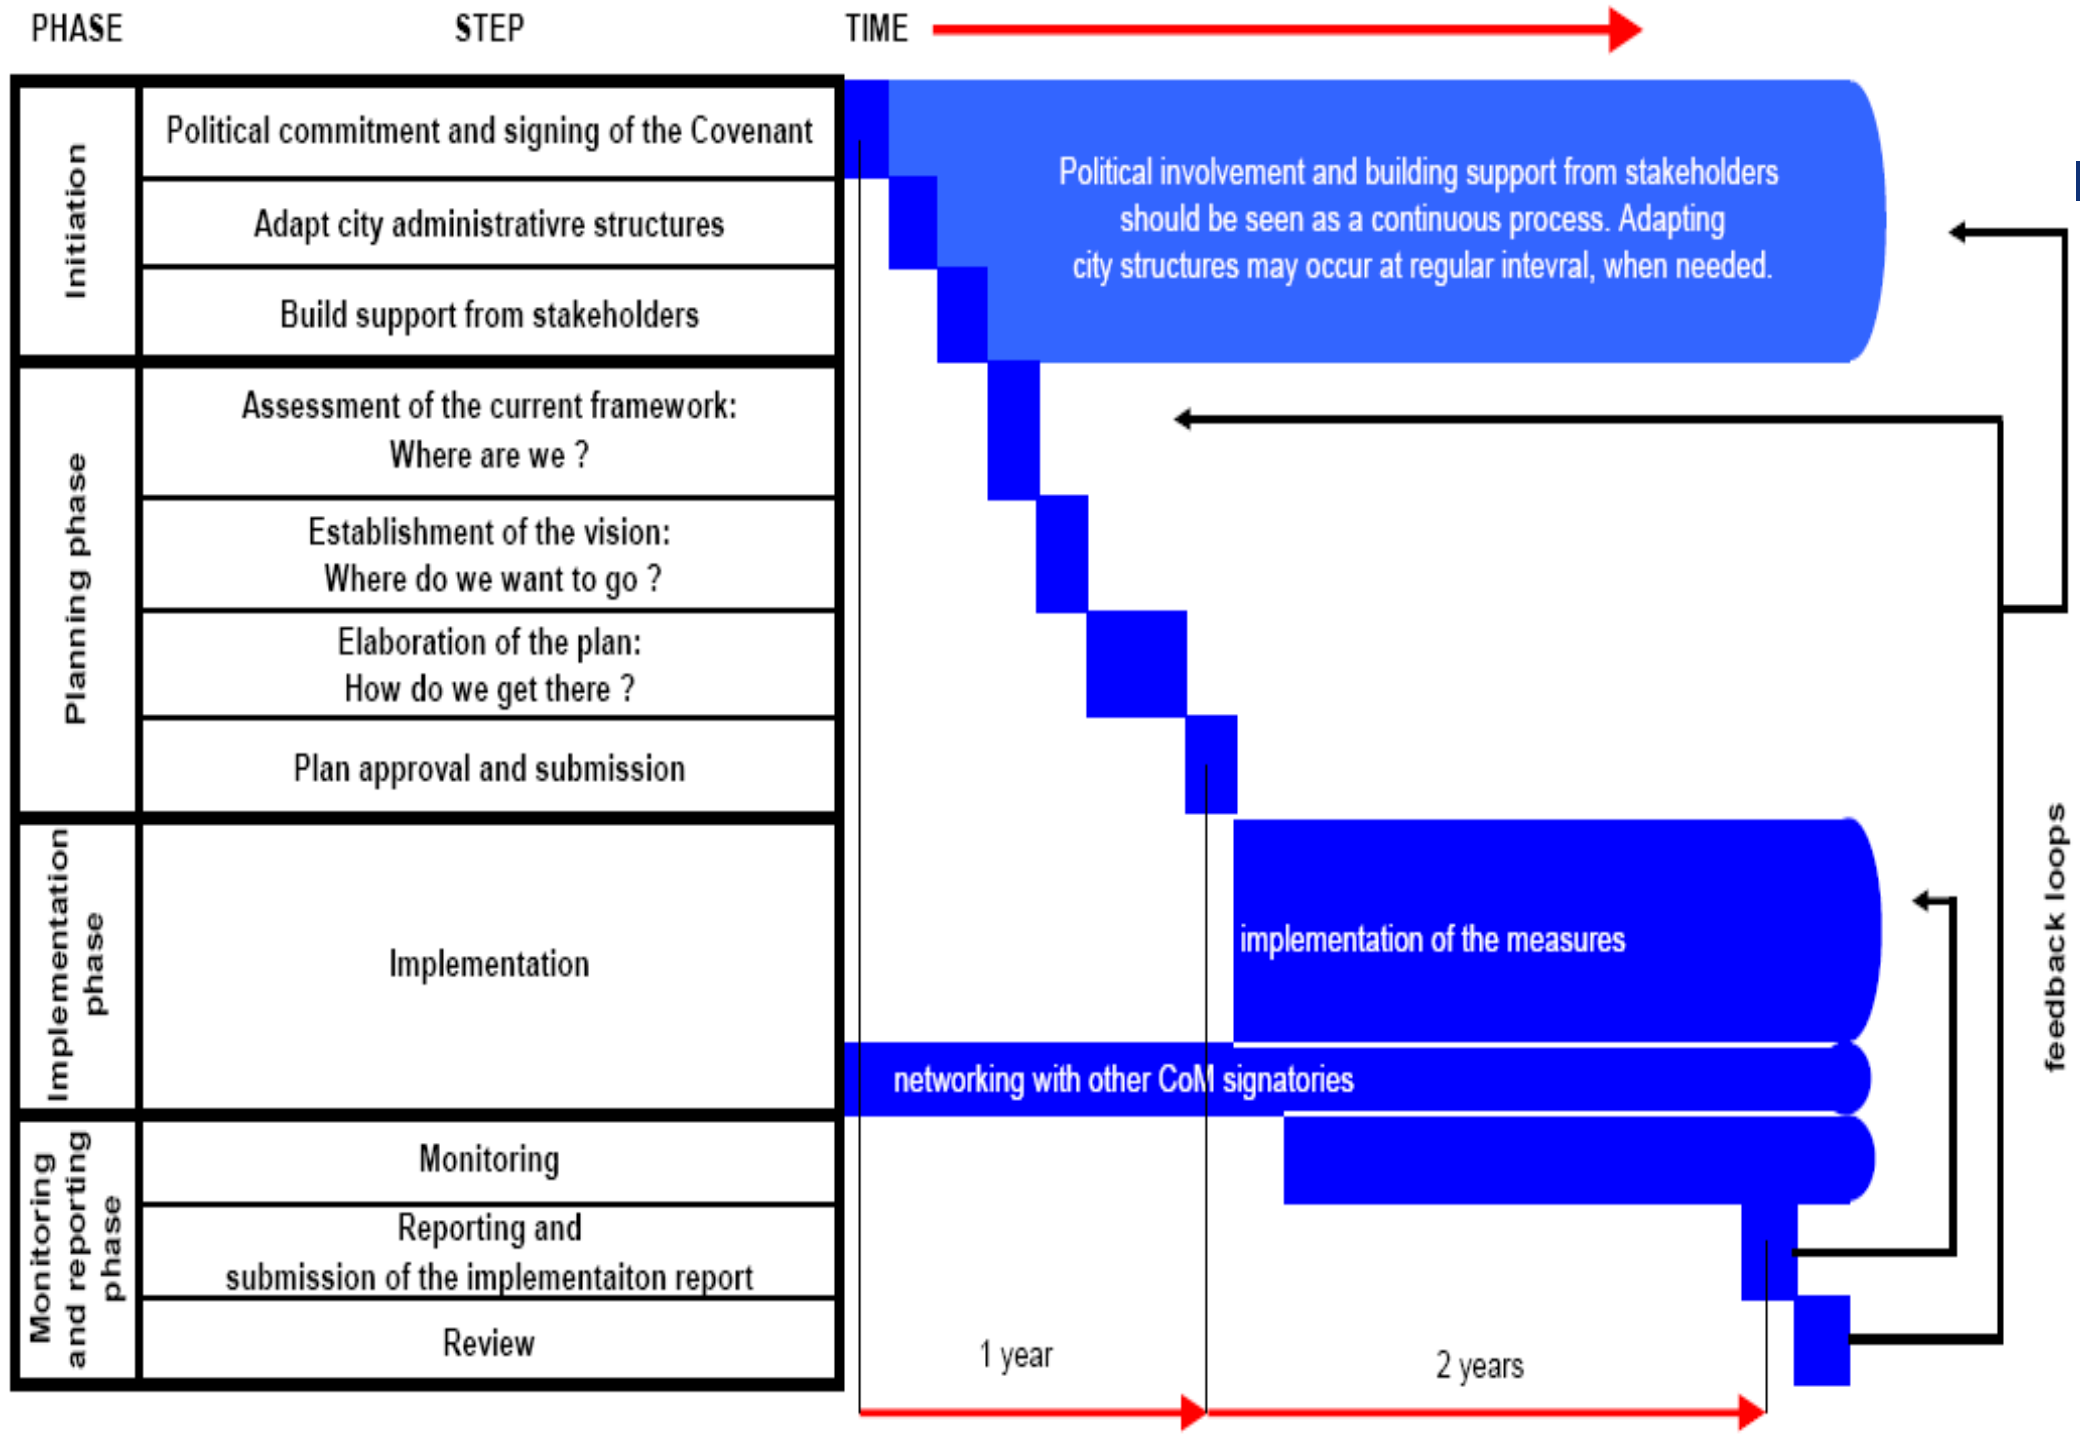 PHASE STEP TIME
Initiation
Political commitment and signing of the Covenant
Adapt city administrativre structures
Build support from stakeholders
Political involvement and building support from stakeholders
should be seen as a continuous process. Adapting
city structures may occur at regular intevral, when needed.
Planning phase
Assessment of the current framework:
Where are we ?
Establishment of the vision:
Where do we want to go ?
Elaboration of the plan:
How do we get there ?
Plan approval and submission
Implementation
phase
Implementation
implementation of the measures
networking with other CoM signatories
feedback loops
Monitoring
and reporting
phase
Monitoring
Reporting and
submission of the implementaiton report
Review
1 year
2 years